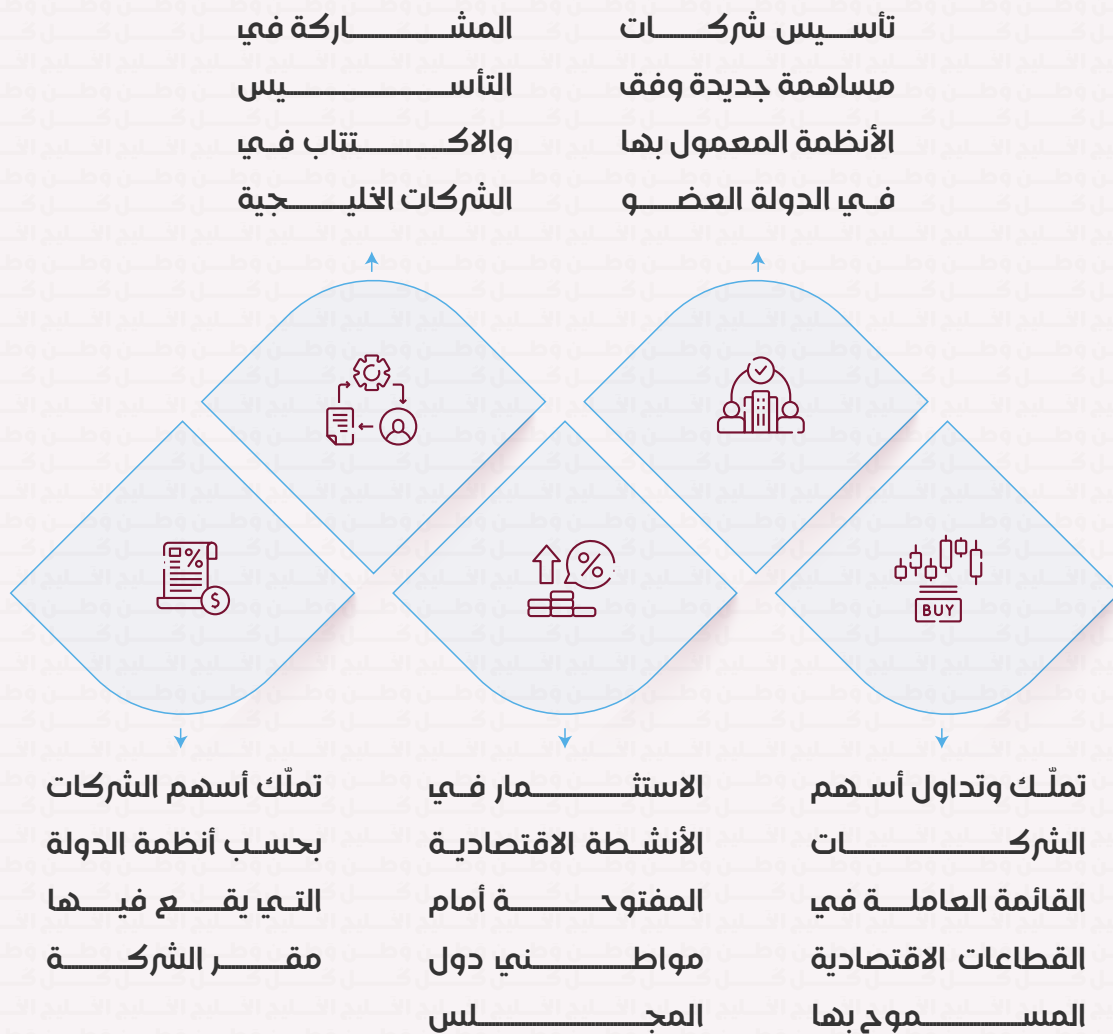 تأسيس شركات
مساهمة جديدة وفق
الأنظمة المعمول بها
في الدولة العضو
المشاركة في
التأسيس
والاكتتاب في
الشركات الخليجية
BUY
%
%
$
تملّك وتداول أسهم
الشركات
القائمة العاملة في
القطاعات الاقتصادية
المسموح بها
الاستثمار في
الأنشطة الاقتصادية
المفتوحة أمام
مواطني دول
المجلس
تملّك أسهم الشركات
بحسب أنظمة الدولة
التي يقع فيها
مقر الشركة